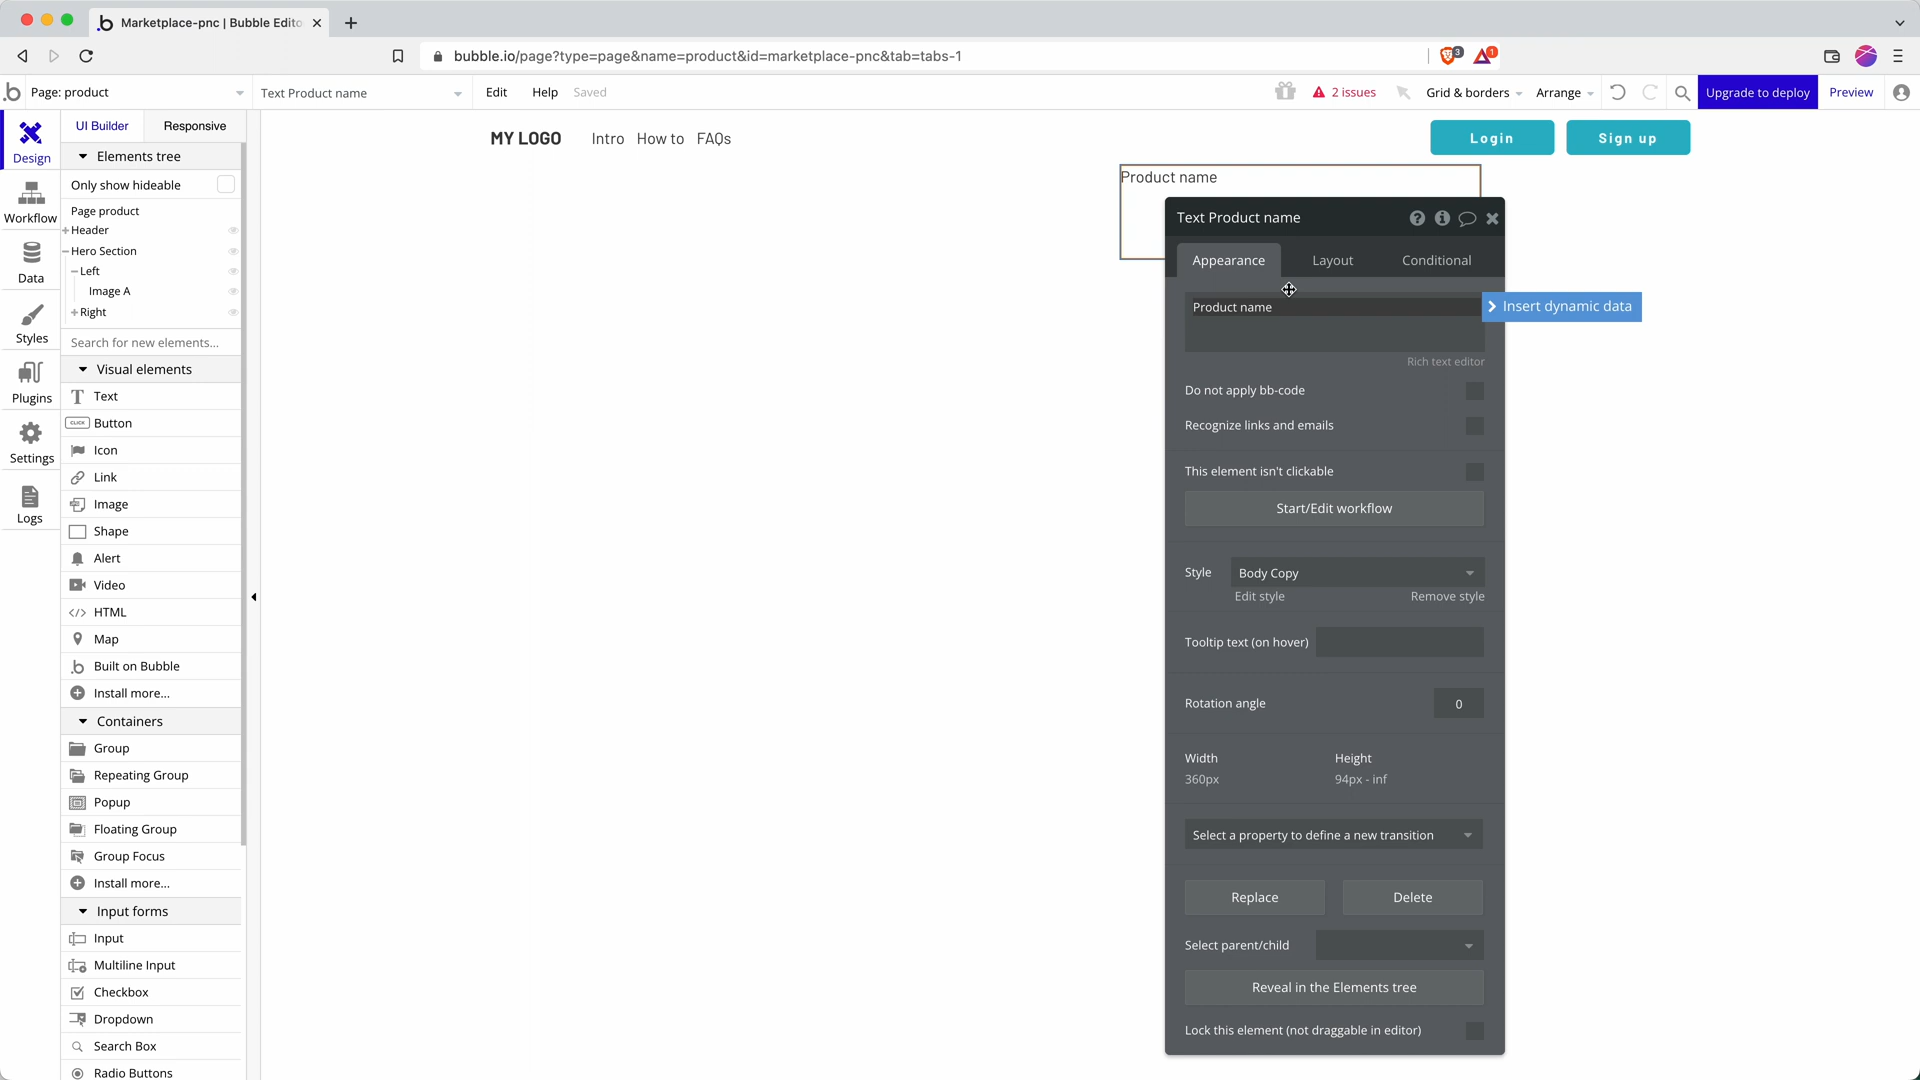 Marketplace-pnc | Bubble Edito
bubble.io/page?type=page&name=product&id=marketplace-pnc&tab=tabs-1
3
1
Page: product
Text Product name
Edit
Help
Saved
2 issues
Grid & borders
Arrange
Upgrade to deploy
Preview
Design
Workflow
Data
Styles
Plugins
Settings
Logs
UI Builder
Responsive
Elements tree
Only show hideable
Page product
Header
Hero Section
Left
Image A
Right
Search for new elements...
Visual elements
Text
CLICK
Button
Icon
Link
Image
Shape
Alert
Video
HTML
Map
Built on Bubble
Install more...
Containers
Group
Repeating Group
Popup
Floating Group
Group Focus
Install more...
Input forms
Input
Multiline Input
Checkbox
Dropdown
Search Box
Radio Buttons
MY LOGO
Intro
How to
FAQs
Login
Sign up
Product name
Text Product name
Appearance
Layout
Conditional
Product name
Insert dynamic data
Rich text editor
Do not apply bb-code
Recognize links and emails
This element isn't clickable
Start/Edit workflow
Style
Body Copy
Edit style
Remove style
Tooltip text (on hover)
Rotation angle
0
Width
Height
360px
94px - inf
Select a property to define a new transition
Replace
Delete
Select parent/child
Reveal in the Elements tree
Lock this element (not draggable in editor)